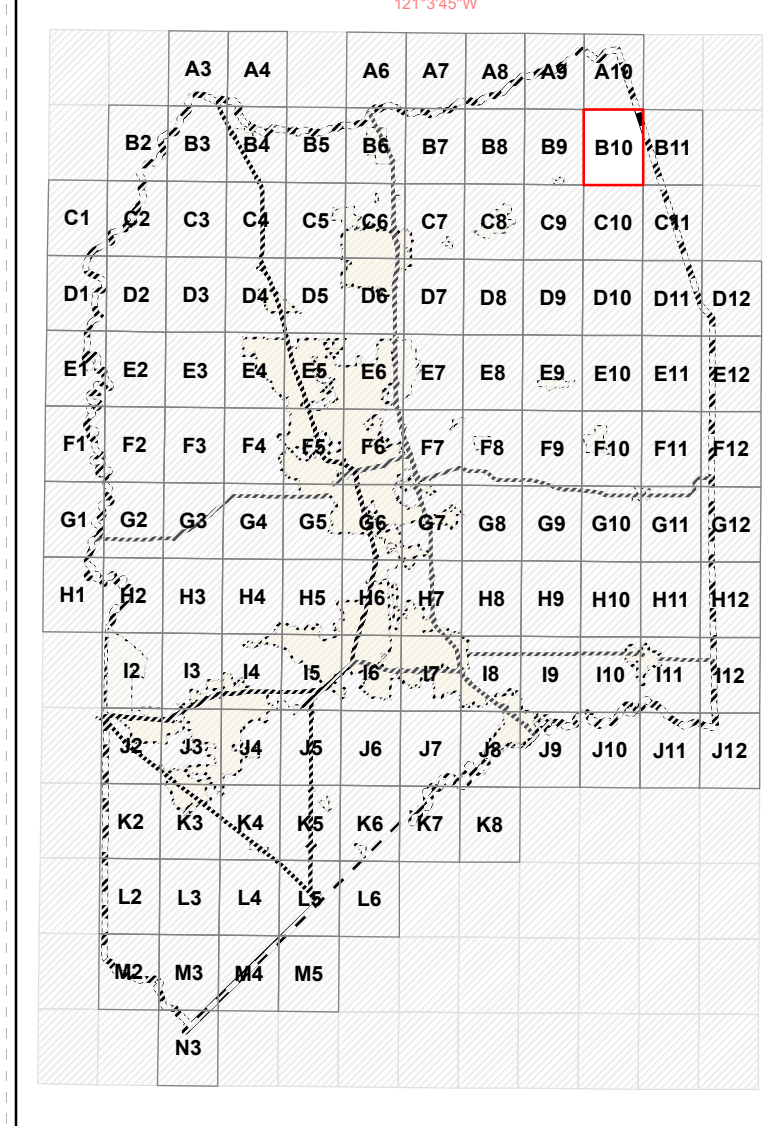 121°3'45"W
A3 A4 A6 A7 A8 A9 A10
B2 B3 B4 B5 B6 B7 B8 B9 B10 B11
C1 C2 C3 C4 C5 C6 C7 C8 C9 C10 C11
D1 D2 D3 D4 D5 D6 D7 D8 D9 D10 D11 D12
E1 E2 E3 E4 E5 E6 E7 E8 E9 E10 E11 E12
F1 F2 F3 F4 F5 F6 F7 F8 F9 F10 F11 F12
G1 G2 G3 G4 G5 G6 G7 G8 G9 G10 G11 G12
H1 H2 H3 H4 H5 H6 H7 H8 H9 H10 H11 H12
I2 I3 I4 I5 I6 I7 I8 I9 I10 I11 I12
J2 J3 J4 J5 J6 J7 J8 J9 J10 J11 J12
K2 K3 K4 K5 K6 K7 K8
L2 L3 L4 L5 L6
M2 M3 M4 M5
N3